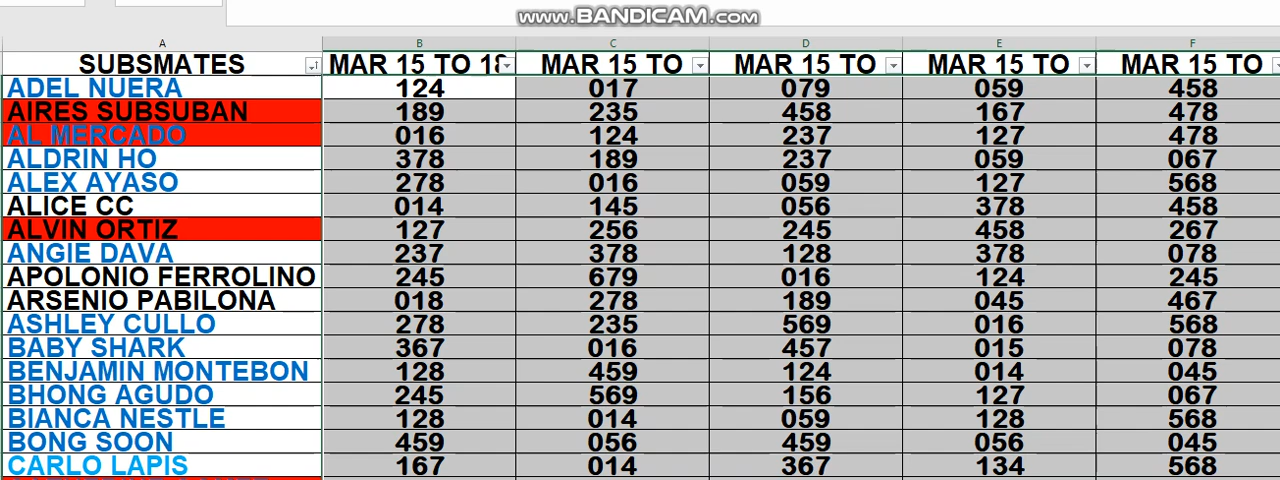 www.BANDICAM.com
A B C D E F
SUBSMATES MAR 15 TO 18 MAR 15 TO MAR 15 TO MAR 15 TO MAR 15 TO
ADEL NUERA 124 017 079 059 458
AIRES SUBSUBAN 189 235 458 167 478
AL MERCADO 016 124 237 127 478
ALDRIN HO 378 189 237 059 067
ALEX AYASO 278 016 059 127 568
ALICE CC 014 145 056 378 458
ALVIN ORTIZ 127 256 245 458 267
ANGIE DAVA 237 378 128 378 078
APOLONIO FERROLINO 245 679 016 124 245
ARSENIO PABILONA 018 278 189 045 467
ASHLEY CULLO 278 235 569 016 568
BABY SHARK 367 016 457 015 078
BENJAMIN MONTEBON 128 459 124 014 045
BHONG AGUDO 245 569 156 127 067
BIANCA NESTLE 128 014 059 128 568
BONG SOON 459 056 459 056 045
CARLO LAPIS 167 014 367 134 568